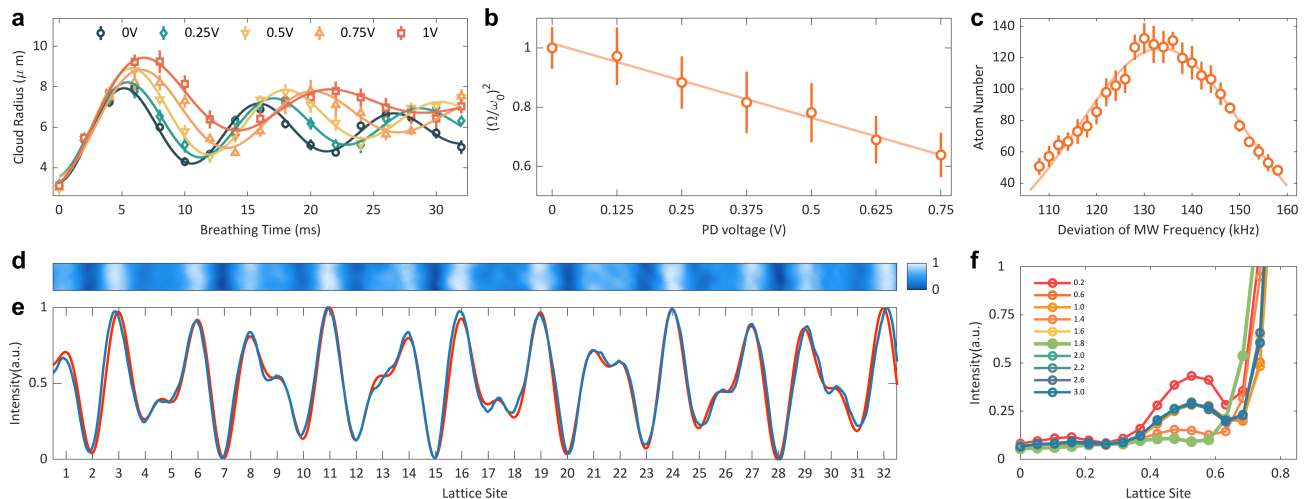 a
0V 0.25V 0.5V 0.75V 1V
Cloud Radius (μ m)
10
8
6
4
0 5 10 15 20 25 30
Breathing Time (ms)
b
(Ω/ω₀)²
1
0.8
0.6
0 0.125 0.25 0.375 0.5 0.625 0.75
PD voltage (V)
c
Atom Number
140
120
100
80
60
40
110 120 130 140 150 160
Deviation of MW Frequency (kHz)
d
1
0
e
Intensity(a.u.)
1
0.5
0
1 2 3 4 5 6 7 8 9 10 11 12 13 14 15 16 17 18 19 20 21 22 23 24 25 26 27 28 29 30 31 32
Lattice Site
f
Intensity(a.u.)
1
0.75
0.5
0.25
0
0.2
0.6
1.0
1.4
1.6
1.8
2.0
2.2
2.6
3.0
0 0.2 0.4 0.6 0.8
Lattice Site